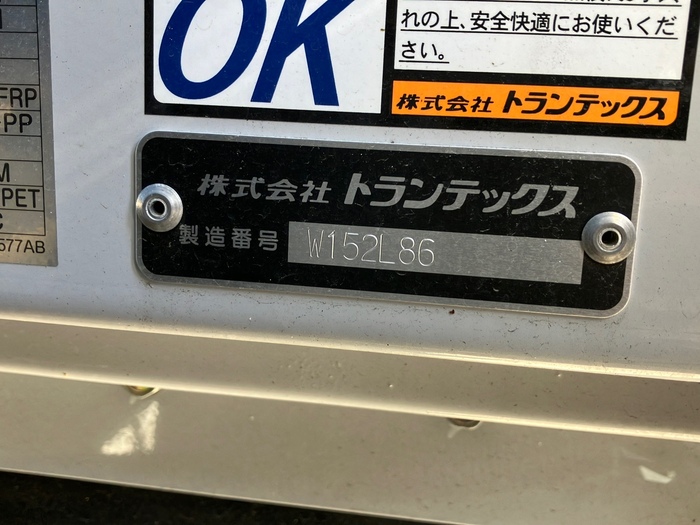 FRP
-PP
M
PET
C
577AB
OK
れの上、安全快適にお使いくだ
さい。
株式会社 トランテックス
株式会社 トランテックス
製造番号 W152L86